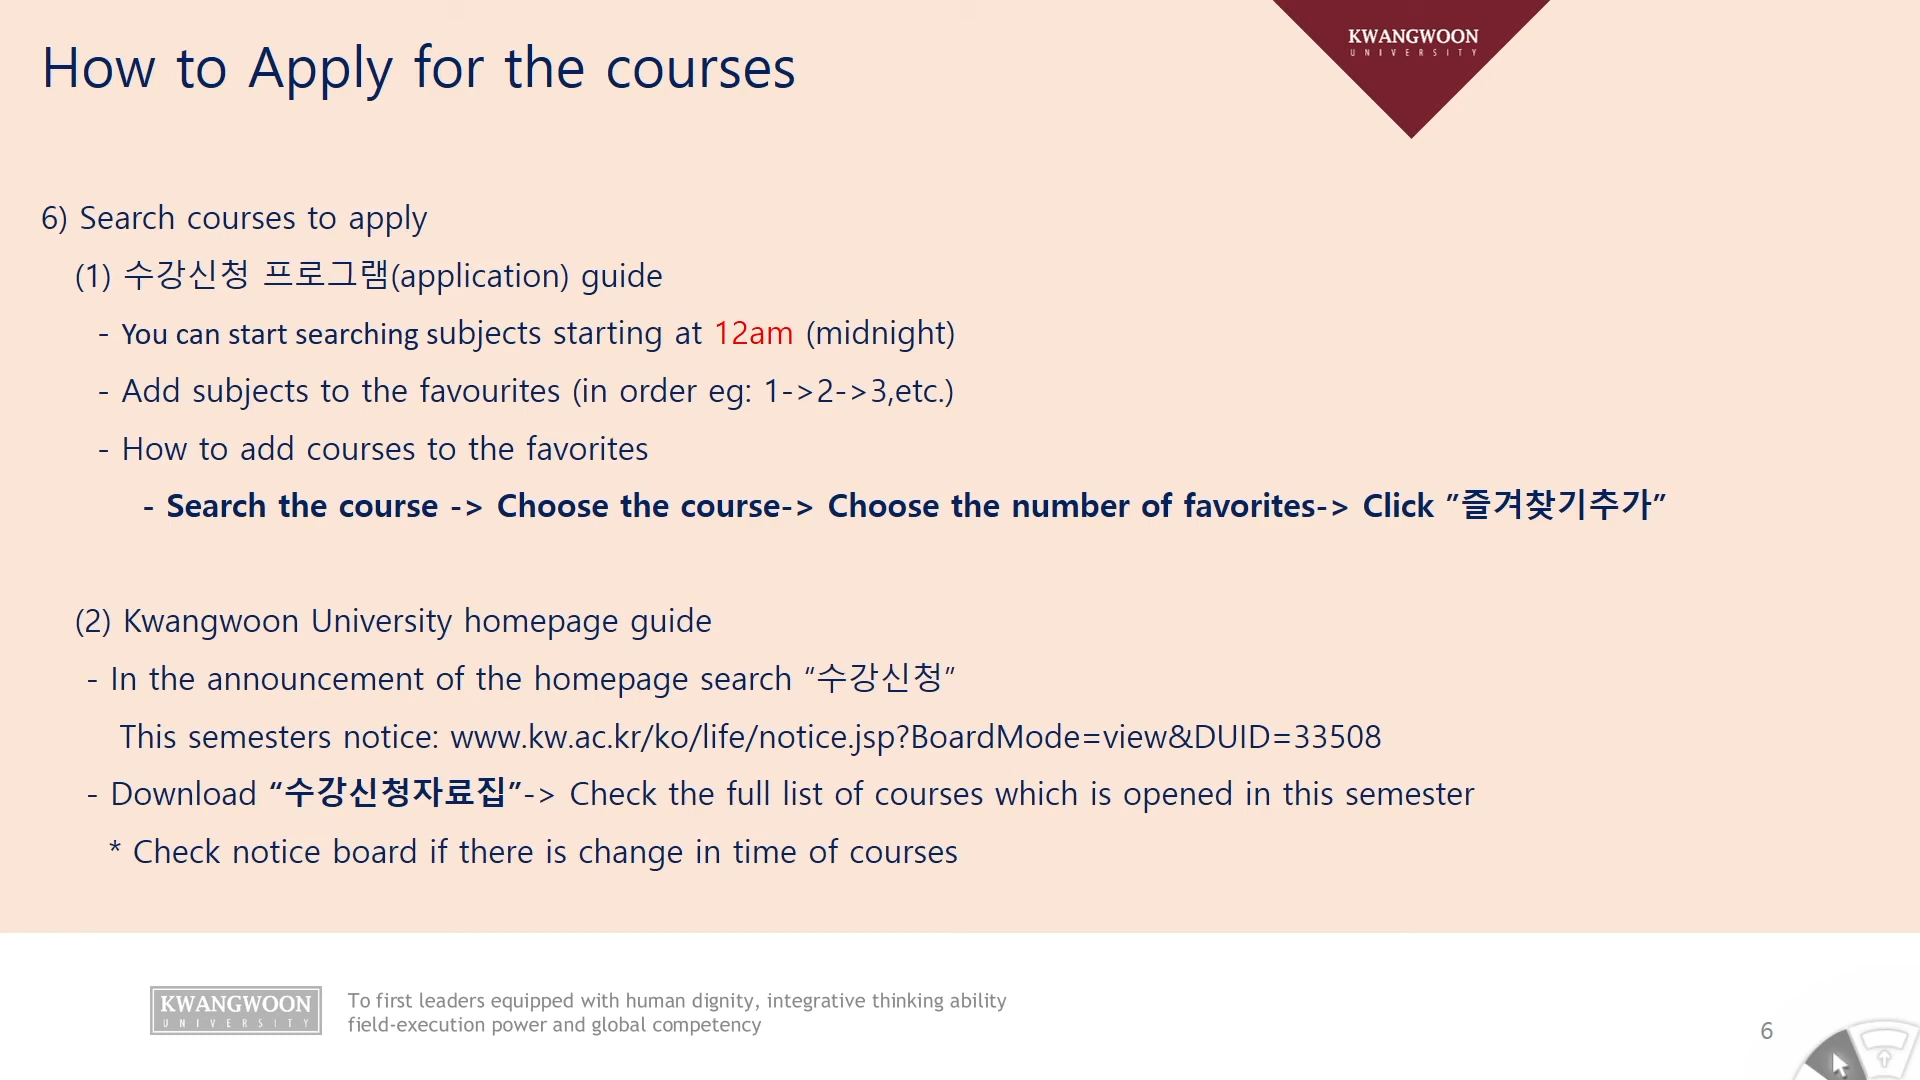 How to Apply for the courses
KWANGWOON
UNIVERSITY
6) Search courses to apply
(1) 수강신청 프로그램(application) guide
- You can start searching subjects starting at 12am (midnight)
- Add subjects to the favourites (in order eg: 1->2->3,etc.)
- How to add courses to the favorites
- Search the course -> Choose the course-> Choose the number of favorites-> Click ”즐겨찾기추가”
(2) Kwangwoon University homepage guide
- In the announcement of the homepage search “수강신청”
This semesters notice: www.kw.ac.kr/ko/life/notice.jsp?BoardMode=view&DUID=33508
- Download “수강신청자료집”-> Check the full list of courses which is opened in this semester
* Check notice board if there is change in time of courses
KWANGWOON
UNIVERSITY
To first leaders equipped with human dignity, integrative thinking ability
field-execution power and global competency
6